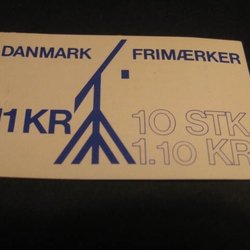 DANMARK FRIMÆRKER
11 KR 10 STK
1.10 KR